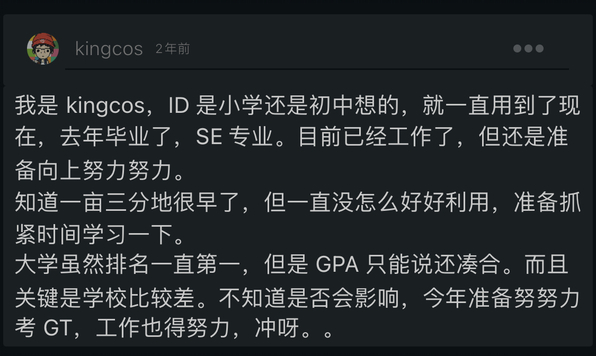 kingcos 2年前
我是 kingcos，ID 是小学还是初中想的，就一直用到了现
在，去年毕业了，SE 专业。目前已经工作了，但还是准
备向上努力努力。
知道一亩三分地很早了，但一直没怎么好好利用，准备抓
紧时间学习一下。
大学虽然排名一直第一，但是 GPA 只能说还凑合。而且
关键是学校比较差。不知道是否会影响，今年准备努努力
考 GT，工作也得努力，冲呀。。